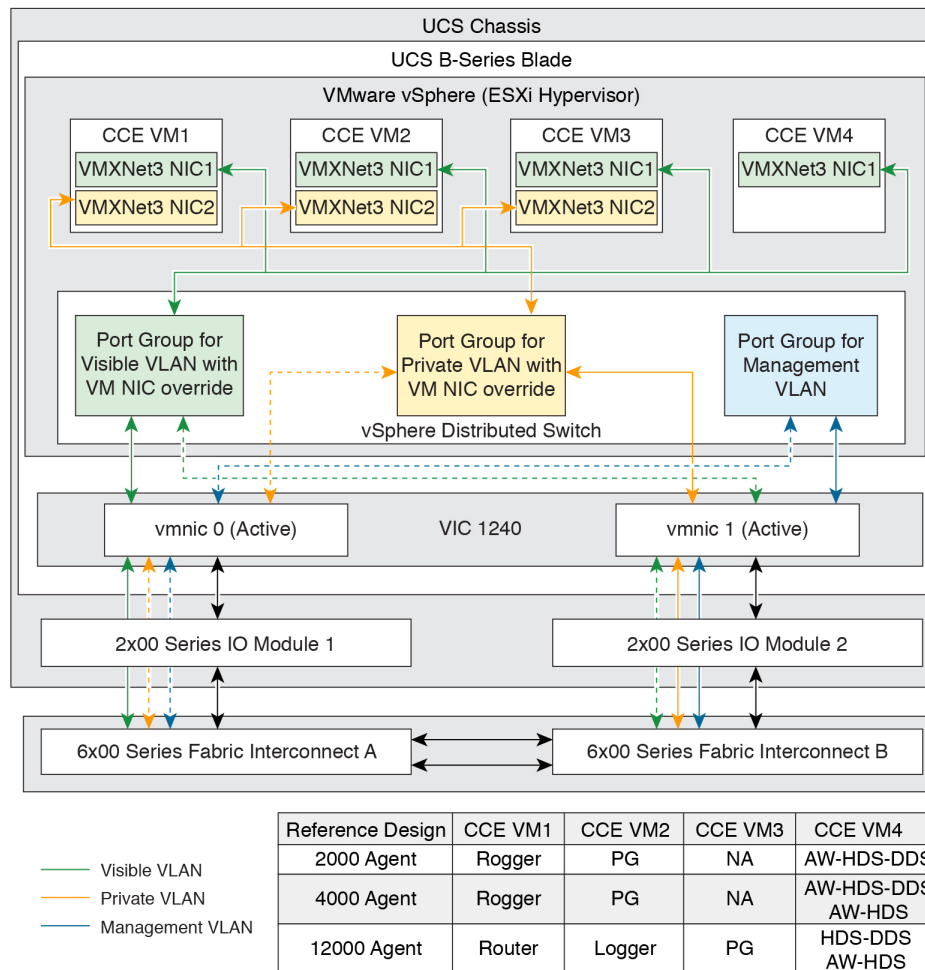 UCS Chassis
UCS B-Series Blade
VMware vSphere (ESXi Hypervisor)
CCE VM1
VMXNet3 NIC1
VMXNet3 NIC2
CCE VM2
VMXNet3 NIC1
VMXNet3 NIC2
CCE VM3
VMXNet3 NIC1
VMXNet3 NIC2
CCE VM4
VMXNet3 NIC1
Port Group for
Visible VLAN with
VM NIC override
Port Group for
Private VLAN with
VM NIC override
Port Group for
Management
VLAN
vSphere Distributed Switch
vmnic 0 (Active)
VIC 1240
vmnic 1 (Active)
2x00 Series IO Module 1
2x00 Series IO Module 2
6x00 Series Fabric Interconnect A
6x00 Series Fabric Interconnect B
Visible VLAN
Private VLAN
Management VLAN
Reference Design CCE VM1 CCE VM2 CCE VM3 CCE VM4
2000 Agent Rogger PG NA AW-HDS-DDS
4000 Agent Rogger PG NA AW-HDS-DDS
AW-HDS
12000 Agent Router Logger PG HDS-DDS
AW-HDS